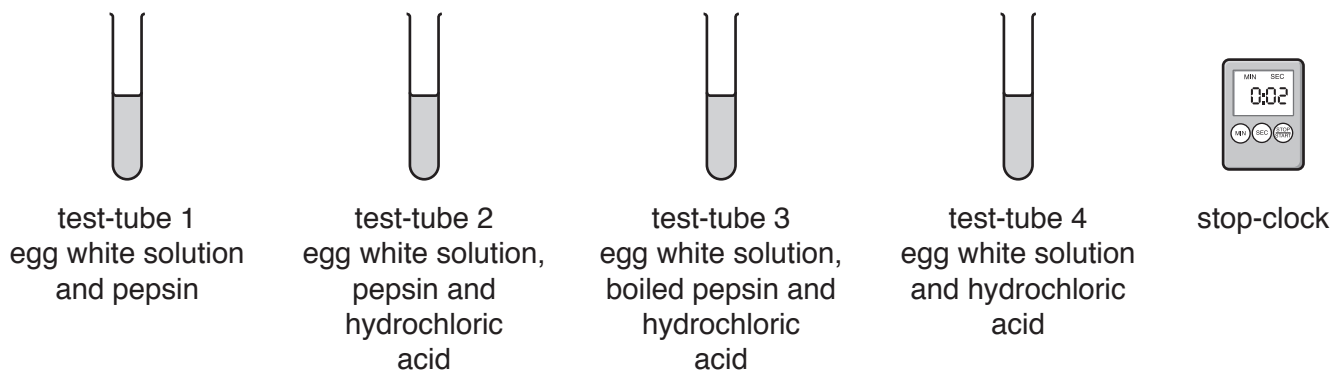 MIN SEC
0:02
MIN SEC STOP
START
test-tube 1
egg white solution
and pepsin
test-tube 2
egg white solution,
pepsin and
hydrochloric
acid
test-tube 3
egg white solution,
boiled pepsin and
hydrochloric
acid
test-tube 4
egg white solution
and hydrochloric
acid
stop-clock